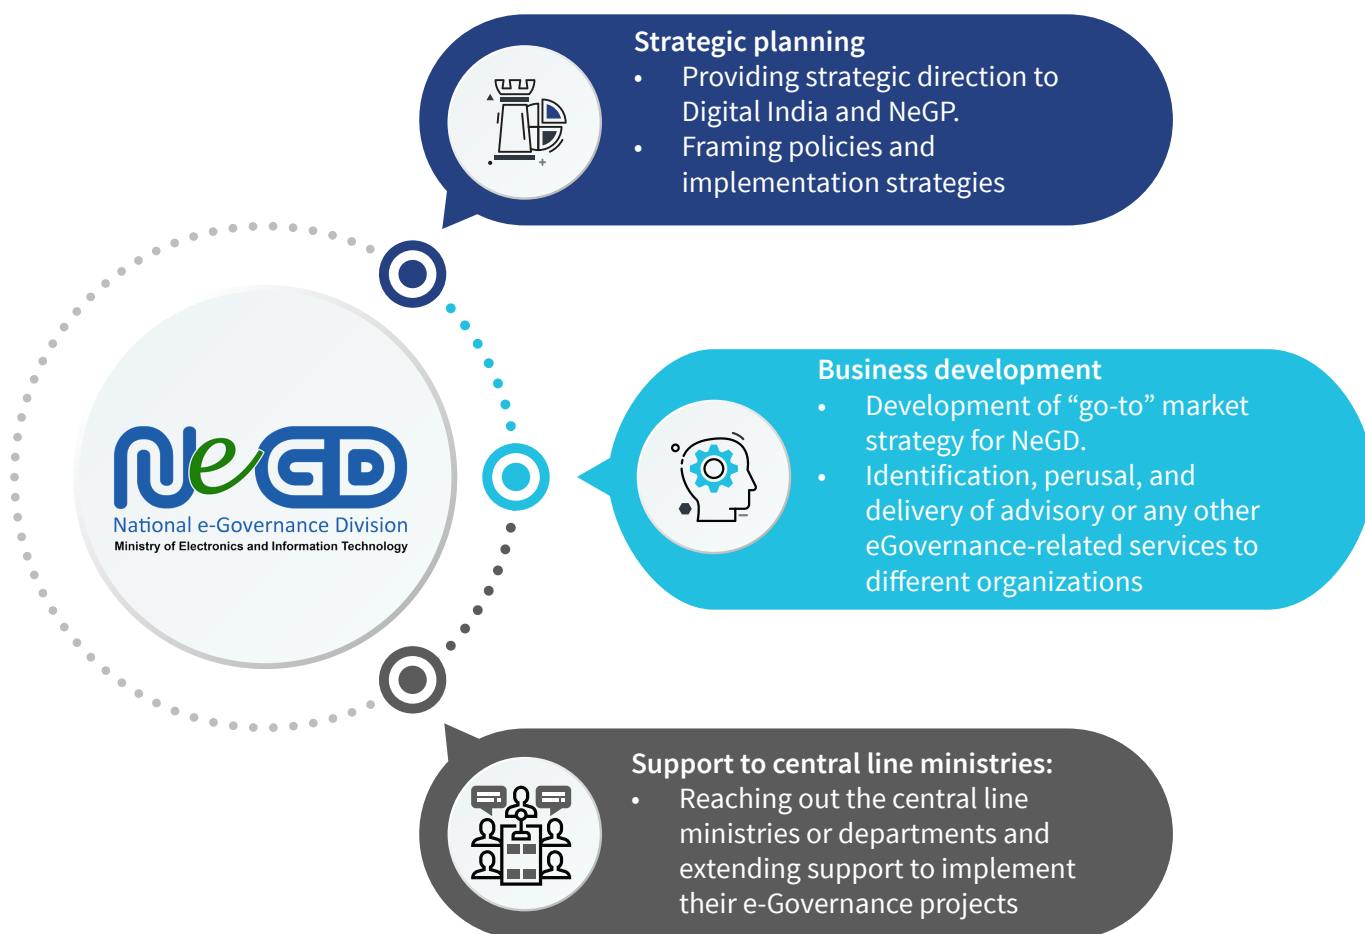 Strategic planning
• Providing strategic direction to
Digital India and NeGP.
• Framing policies and
implementation strategies
NeGD
National e-Governance Division
Ministry of Electronics and Information Technology
Business development
• Development of “go-to” market
strategy for NeGD.
• Identification, perusal, and
delivery of advisory or any other
eGovernance-related services to
different organizations
Support to central line ministries:
• Reaching out the central line
ministries or departments and
extending support to implement
their e-Governance projects